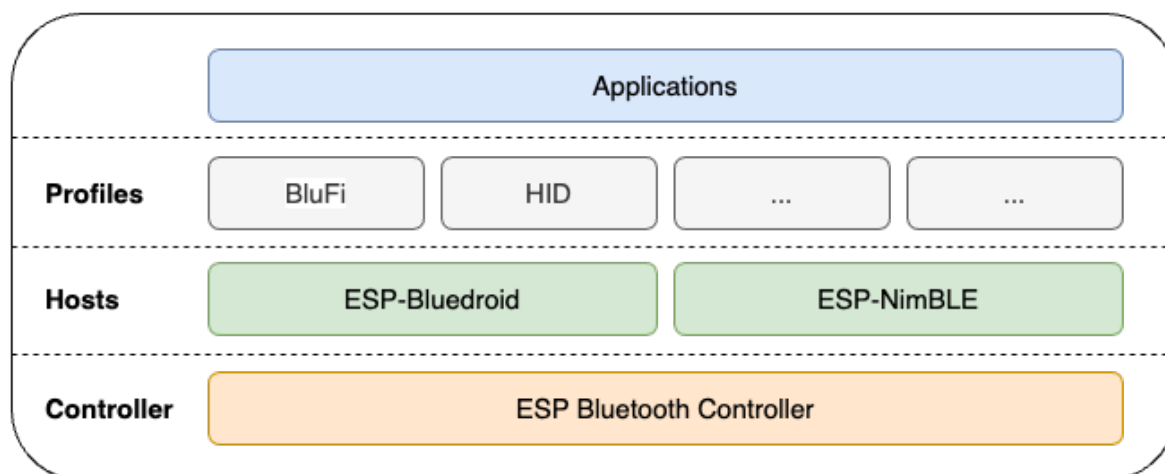 Applications
Profiles BluFi HID ... ...
Hosts ESP-Bluedroid ESP-NimBLE
Controller ESP Bluetooth Controller